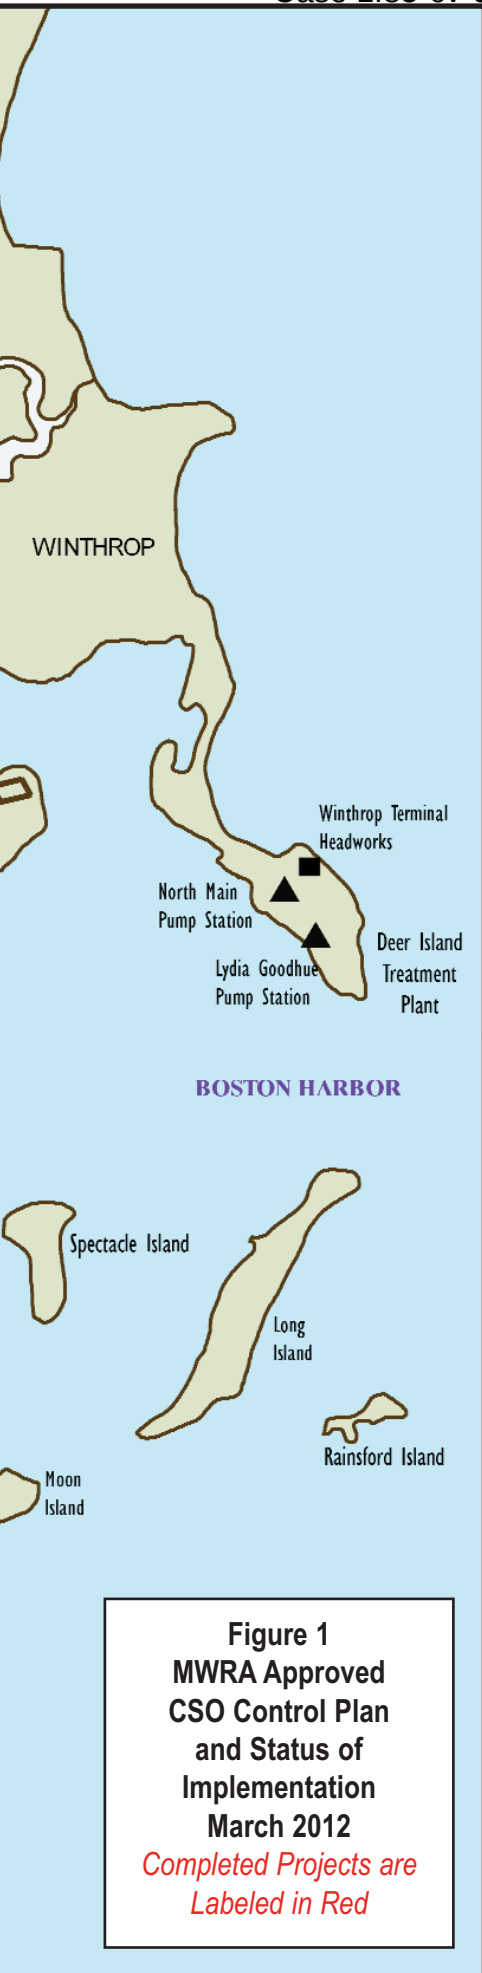 WINTHROP
Winthrop Terminal
Headworks
North Main
Pump Station
Lydia Goodhue
Pump Station
Deer Island
Treatment
Plant
BOSTON HARBOR
Spectacle Island
Long
Island
Rainsford Island
Moon
Island
Figure 1
MWRA Approved
CSO Control Plan
and Status of
Implementation
March 2012
Completed Projects are
Labeled in Red